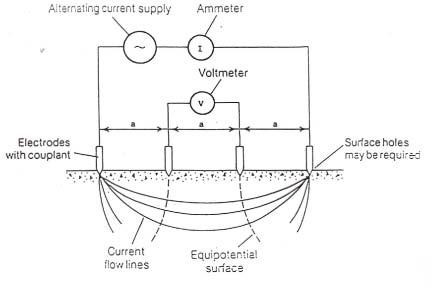 Alternating current supply
Ammeter
~
I
Voltmeter
V
a
a
a
Electrodes
with couplant
Surface holes
may be required
Current
flow lines
Equipotential
surface